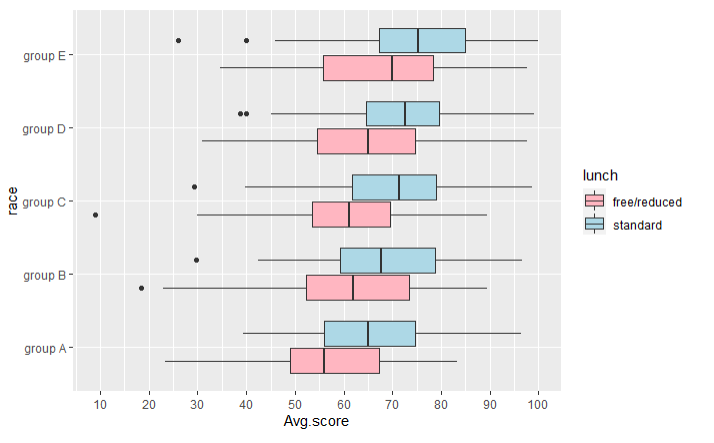 group E
group D
group C
group B
group A
race
10 20 30 40 50 60 70 80 90 100
Avg.score
lunch
free/reduced
standard